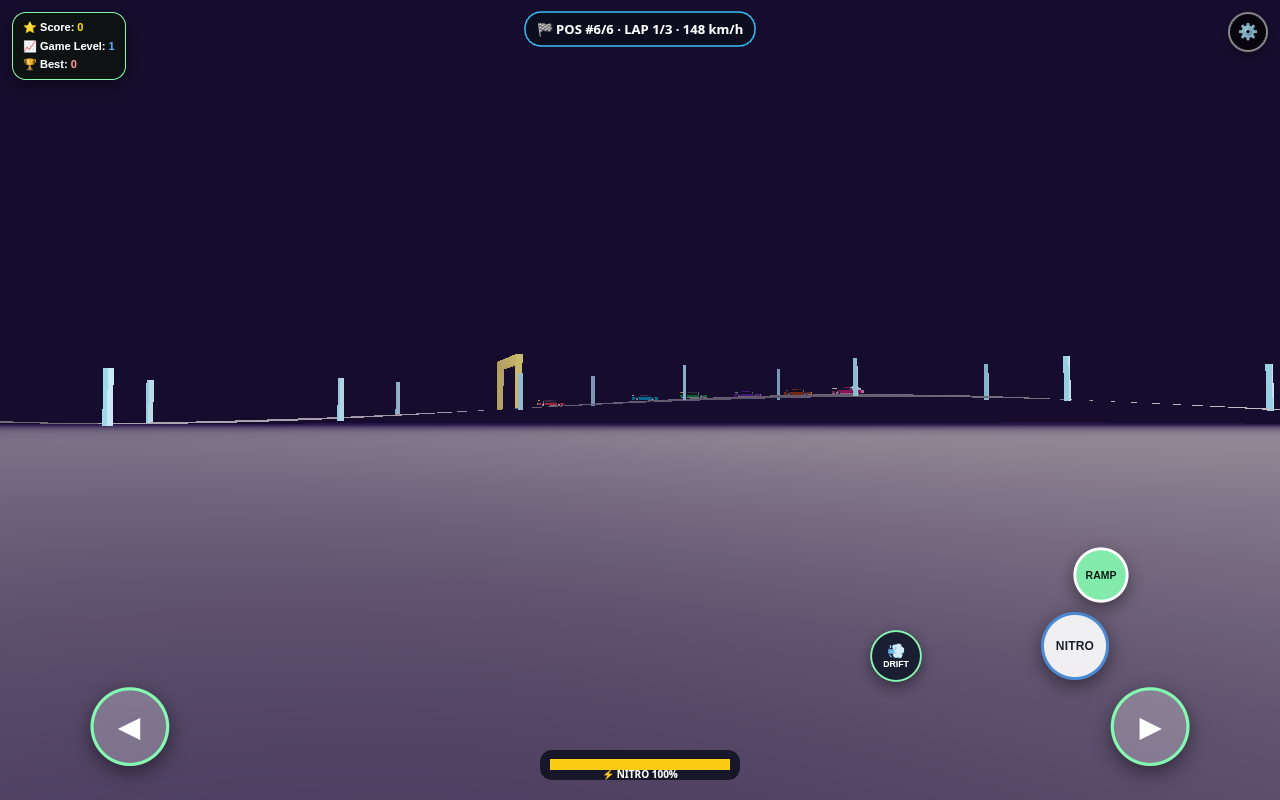 ⭐ Score: 0
📈 Game Level: 1
🏆 Best: 0
🏁 POS #6/6 · LAP 1/3 · 148 km/h
RAMP
NITRO
DRIFT
⚡ NITRO 100%